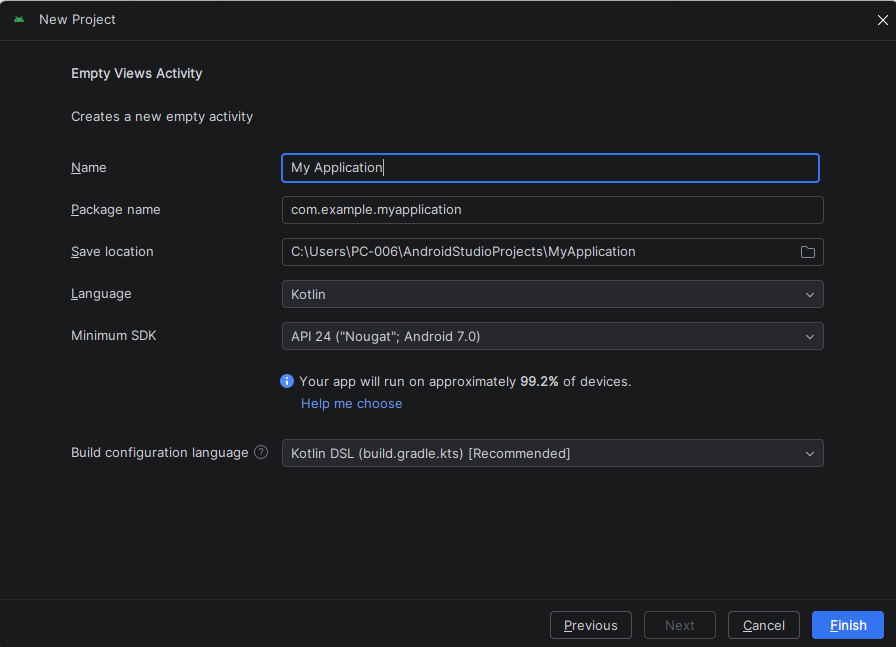 New Project
Empty Views Activity
Creates a new empty activity
Name My Application
Package name com.example.myapplication
Save location C:\Users\PC-006\AndroidStudioProjects\MyApplication
Language Kotlin
Minimum SDK API 24 ("Nougat"; Android 7.0)
Your app will run on approximately 99.2% of devices.
Help me choose
Build configuration language ? Kotlin DSL (build.gradle.kts) [Recommended]
Previous Next Cancel Finish